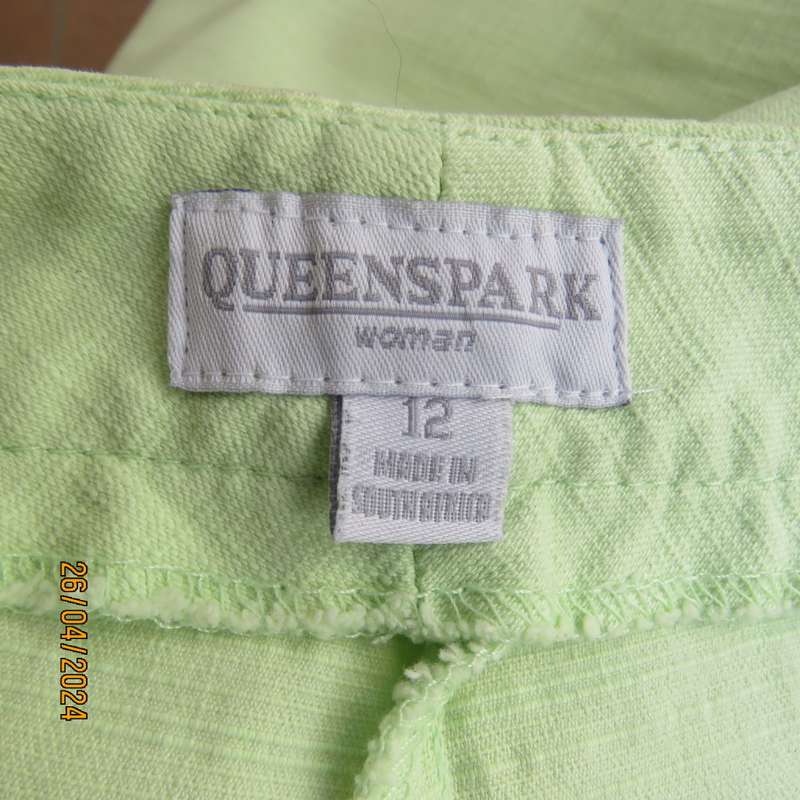 QUEENSPARK
woman
12
MADE IN
SOUTH AFRICA
26/04/2024